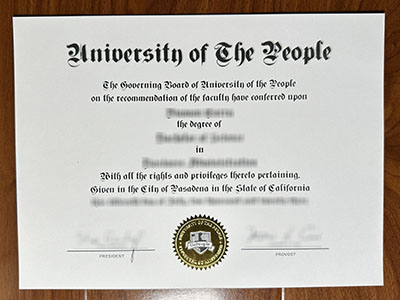 University of The People
The Governing Board of University of the People
on the recommendation of the faculty have conferred upon
the degree of
in
With all the rights and privileges thereto pertaining.
Given in the City of Pasadena in the State of California
PRESIDENT
PROVOST